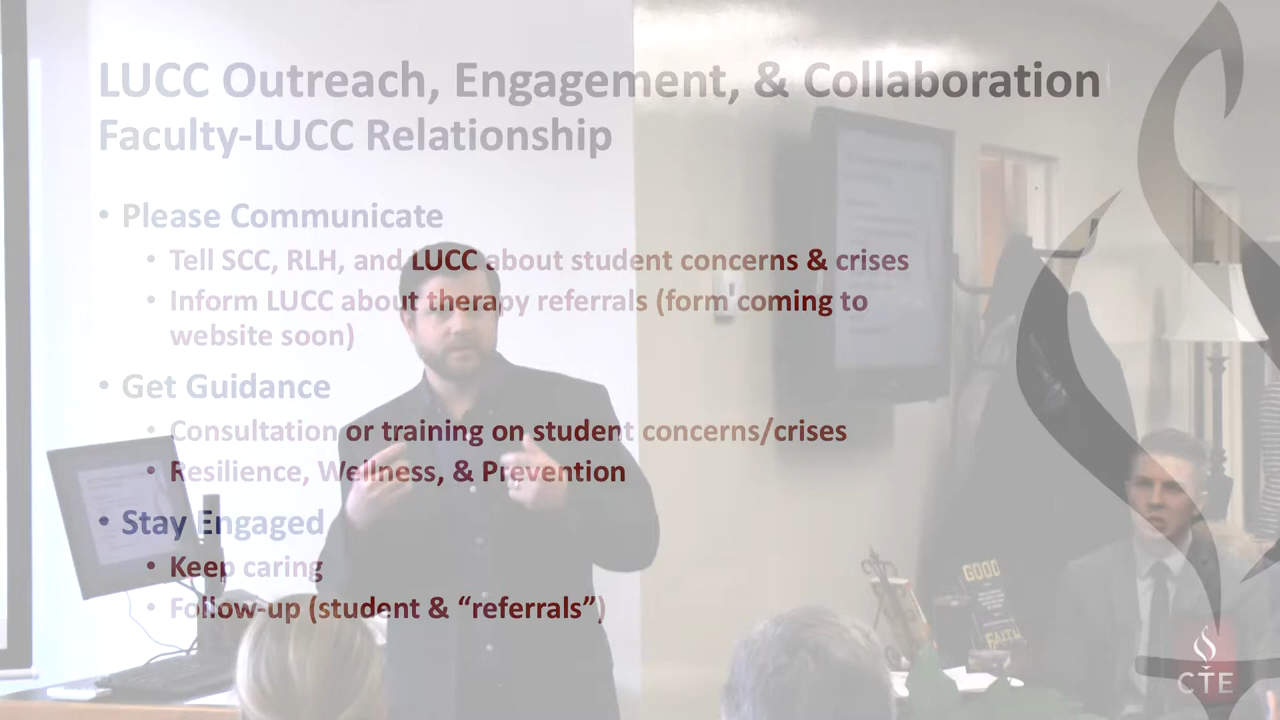 LUCC Outreach, Engagement, & Collaboration
Faculty-LUCC Relationship
• Please Communicate
• Tell SCC, RLH, and LUCC about student concerns & crises
• Inform LUCC about therapy referrals (form coming to
website soon)
• Get Guidance
• Consultation or training on student concerns/crises
• Resilience, Wellness, & Prevention
• Stay Engaged
• Keep caring
• Follow-up (student & “referrals”)
GOOD
FAITH
CTE